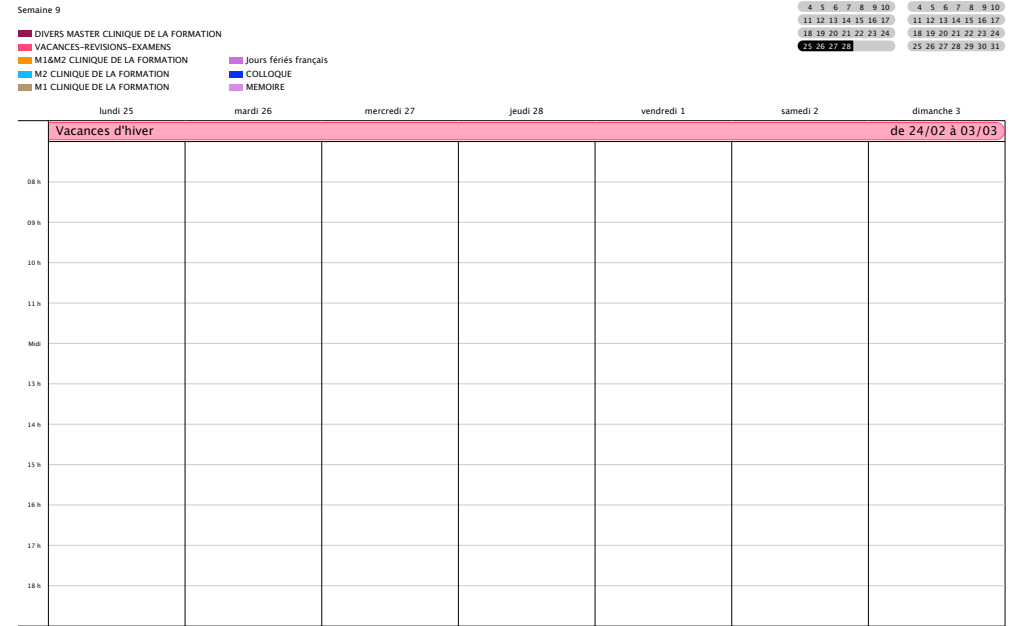 Semaine 9
4 5 6 7 8 9 10
11 12 13 14 15 16 17
18 19 20 21 22 23 24
25 26 27 28
4 5 6 7 8 9 10
11 12 13 14 15 16 17
18 19 20 21 22 23 24
25 26 27 28 29 30 31
DIVERS MASTER CLINIQUE DE LA FORMATION
VACANCES-REVISIONS-EXAMENS
M1&M2 CLINIQUE DE LA FORMATION
M2 CLINIQUE DE LA FORMATION
M1 CLINIQUE DE LA FORMATION
Jours fériés français
COLLOQUE
MEMOIRE
lundi 25 mardi 26 mercredi 27 jeudi 28 vendredi 1 samedi 2 dimanche 3
Vacances d'hiver de 24/02 à 03/03
08 h
09 h
10 h
11 h
Midi
13 h
14 h
15 h
16 h
17 h
18 h